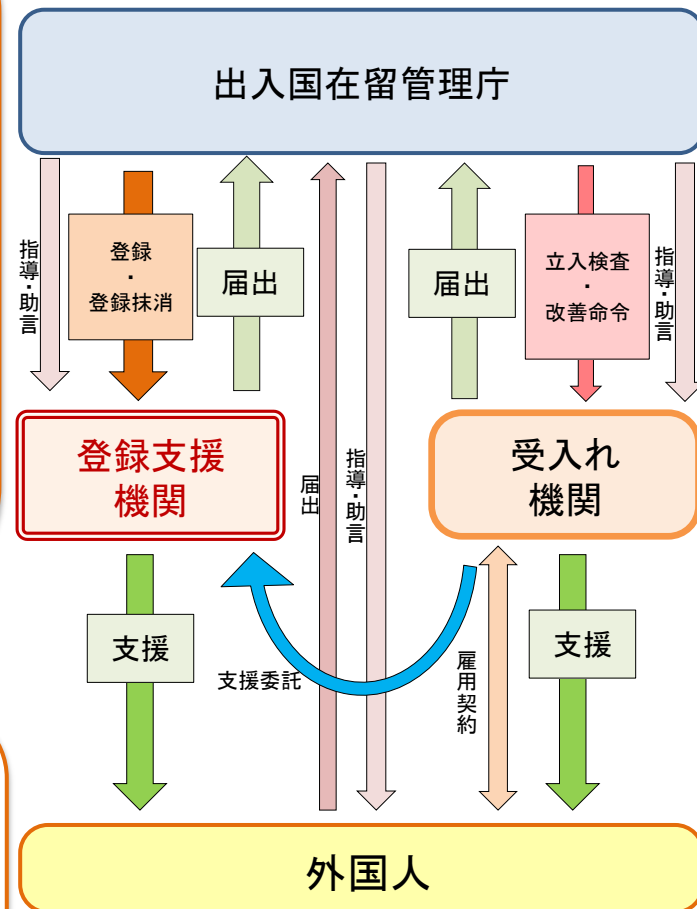 出入国在留管理庁
指導・助言
登録
・
登録抹消
届出
届出
立入検査
・
改善命令
指導・助言
登録支援
機関
届出
指導・助言
受入れ
機関
支援
支援委託
雇用契約
支援
外国人